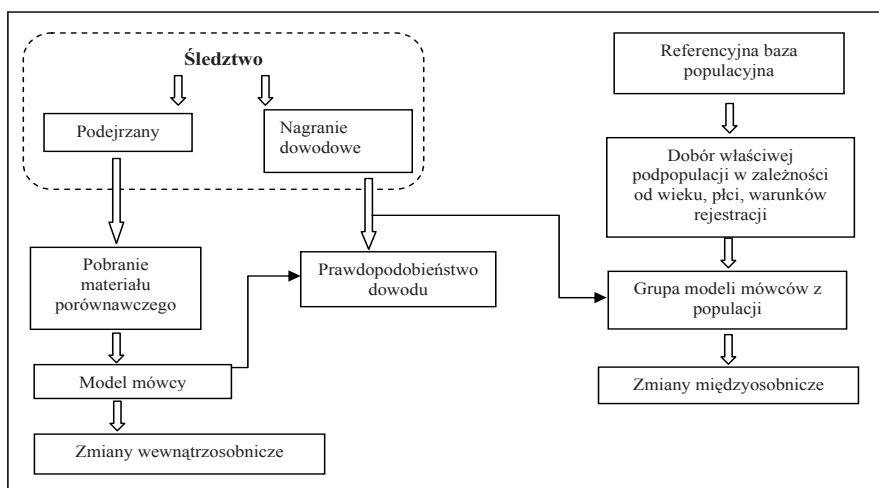 Śledztwo
Podejrzany
Nagranie
dowodowe
Pobranie
materiału
porównawczego
Prawdopodobieństwo
dowodu
Model mówcy
Zmiany wewnątrzosobnicze
Referencyjna baza
populacyjna
Dobór właściwej
podpopulacji w zależności
od wieku, płci, warunków
rejestracji
Grupa modeli mówców z
populacji
Zmiany międzyosobnicze